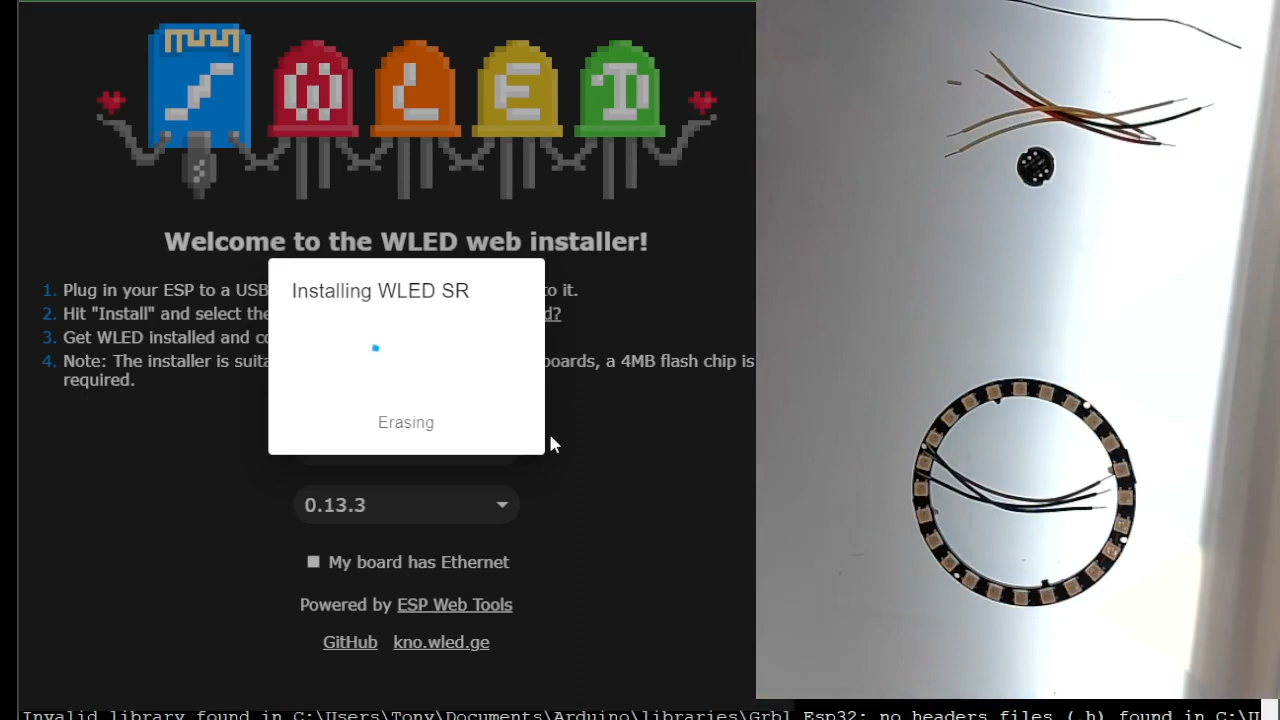 WLED
Welcome to the WLED web installer!
1. Plug in your ESP to a USB
to it.
2. Hit "Install" and select the
d?
3. Get WLED installed and co
4. Note: The installer is suita
boards, a 4MB flash chip is
required.
Installing WLED SR
Erasing
0.13.3
My board has Ethernet
Powered by ESP Web Tools
GitHub kno.wled.ge
Invalid library found in C:\Users\Tony\Documents\Arduino\libraries\Grbl_Esp32: no headers files (.h) found in C:\U